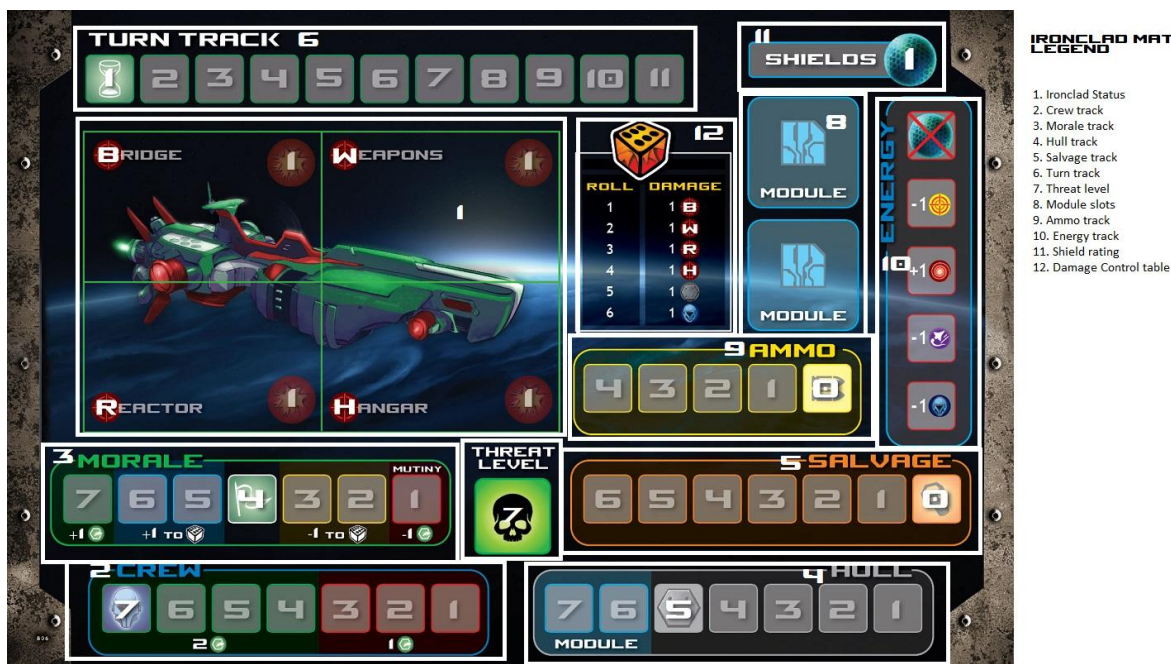 TURN TRACK 6
1 2 3 4 5 6 7 8 9 10 11
11
SHIELDS 1
IRONCLAD MAT
LEGEND
1. Ironclad Status
2. Crew track
3. Morale track
4. Hull track
5. Salvage track
6. Turn track
7. Threat level
8. Module slots
9. Ammo track
10. Energy track
11. Shield rating
12. Damage Control table
BRIDGE 1
WEAPONS 1
1
REACTOR 1
HANGAR 1
12
ROLL DAMAGE
1 1 B
2 1 W
3 1 R
4 1 H
5 1
6 1
8
MODULE
MODULE
ENERGY
-1
10 +1
-1
-1
9 AMMO
4 3 2 1 0
3 MORALE
MUTINY
7 6 5 4 3 2 1
+1 +1 TO -1 TO -1
THREAT
LEVEL
7
5 SALVAGE
6 5 4 3 2 1 0
2 CREW
7 6 5 4 3 2 1
2 1
4 HULL
7 6 5 4 3 2 1
MODULE